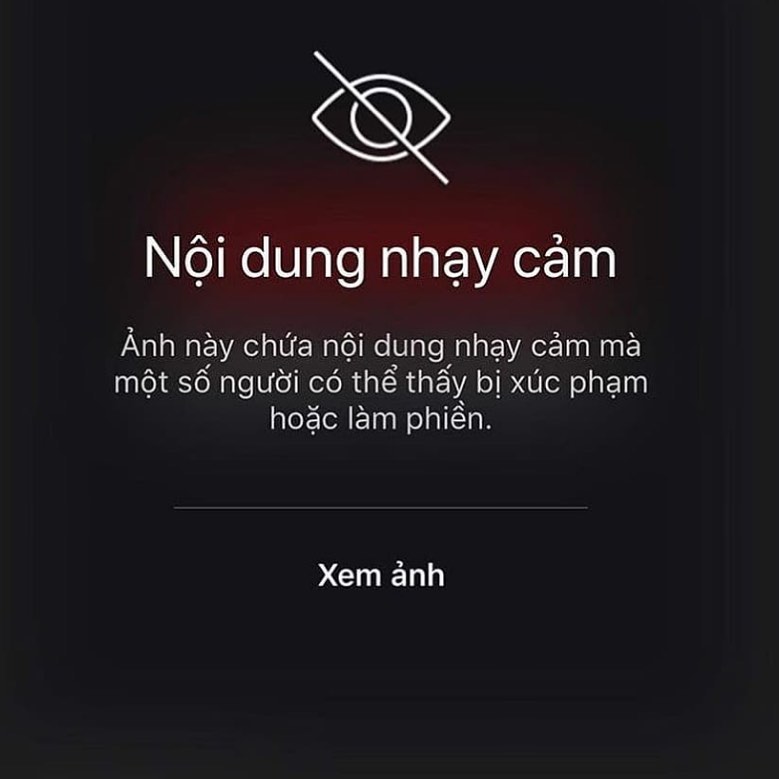 Nội dung nhạy cảm
Ảnh này chứa nội dung nhạy cảm mà
một số người có thể thấy bị xúc phạm
hoặc làm phiền.
Xem ảnh